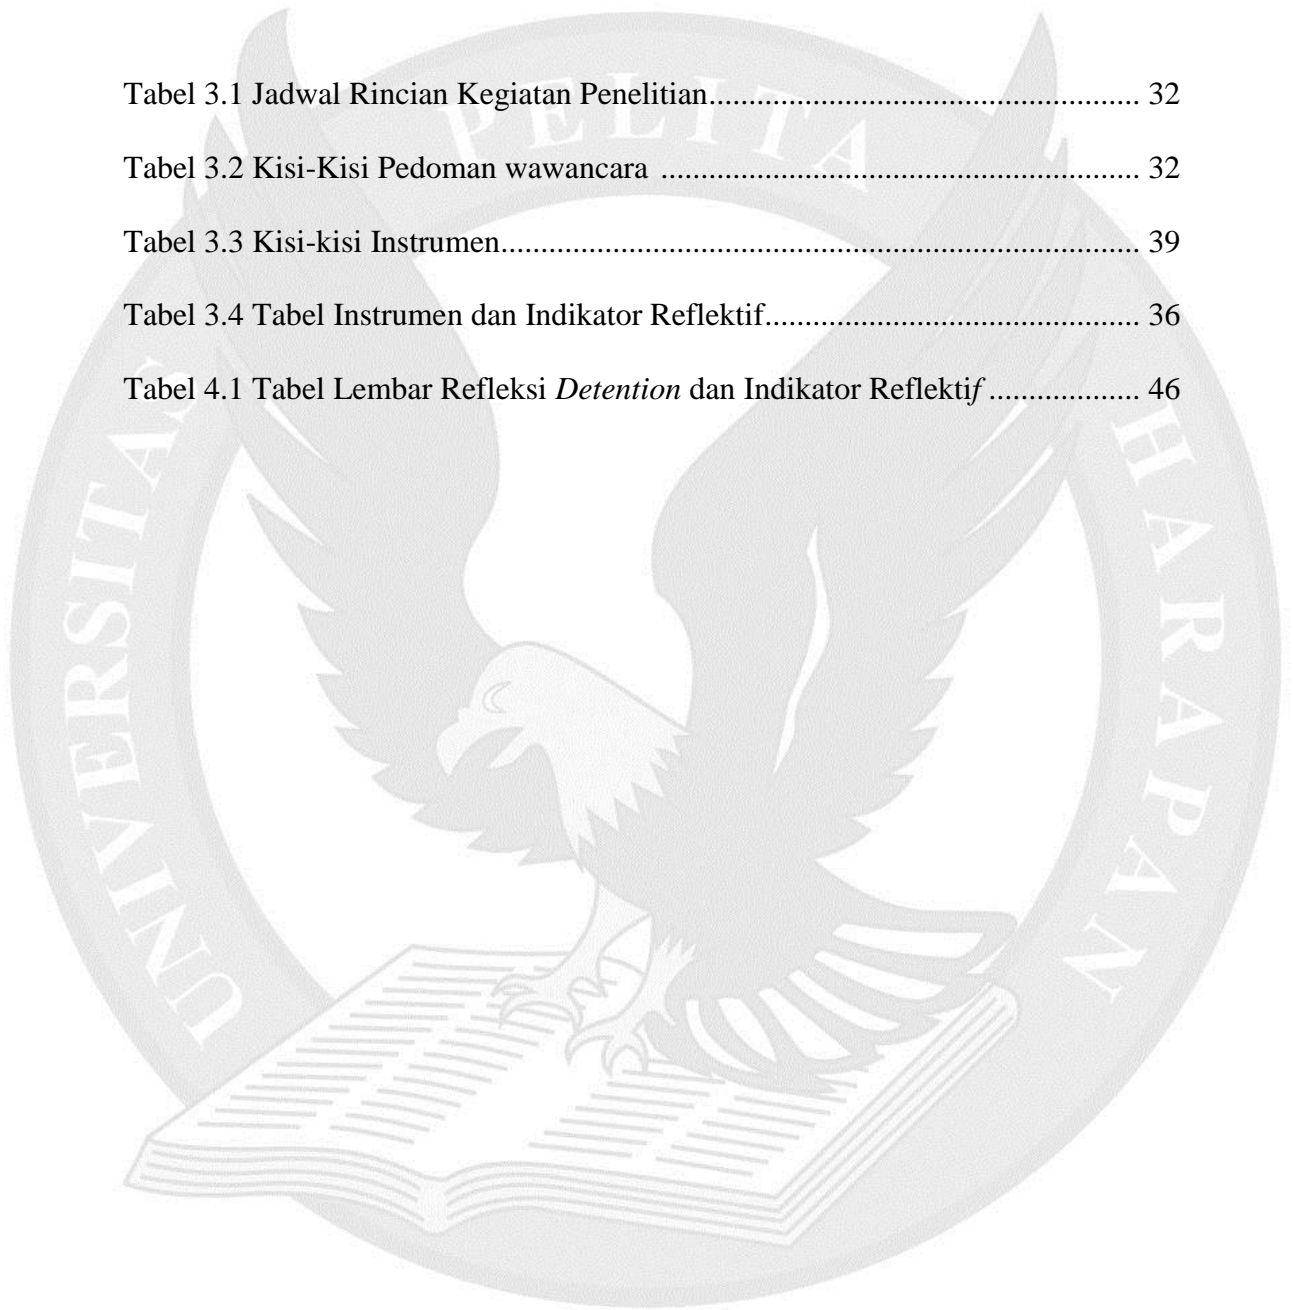 Tabel 3.1 Jadwal Rincian Kegiatan Penelitian..................................................... 32
Tabel 3.2 Kisi-Kisi Pedoman wawancara ........................................................... 32
Tabel 3.3 Kisi-kisi Instrumen............................................................................... 39
Tabel 3.4 Tabel Instrumen dan Indikator Reflektif.............................................. 36
Tabel 4.1 Tabel Lembar Refleksi Detention dan Indikator Reflektif .................. 46
UNIVERSITAS PELITA HARAPAN